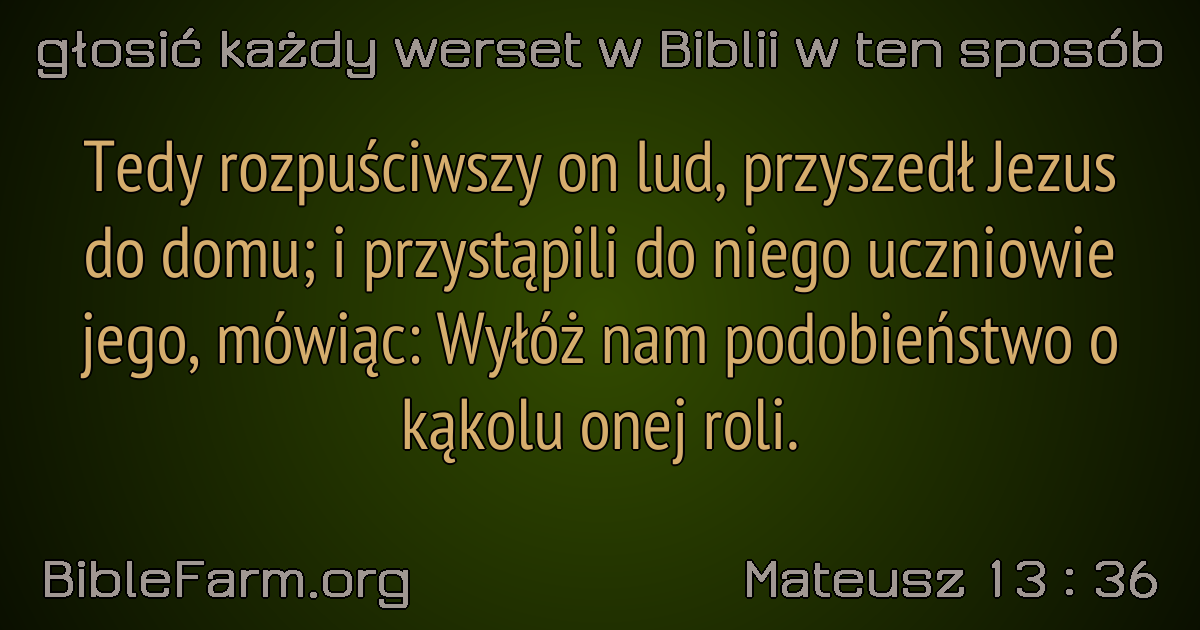 głosić każdy werset w Biblii w ten sposób
Tedy rozpuściwszy on lud, przyszedł Jezus
do domu; i przystąpili do niego uczniowie
jego, mówiąc: Wyłóż nam podobieństwo o
kąkolu onej roli.
BibleFarm.org
Mateusz 13 : 36